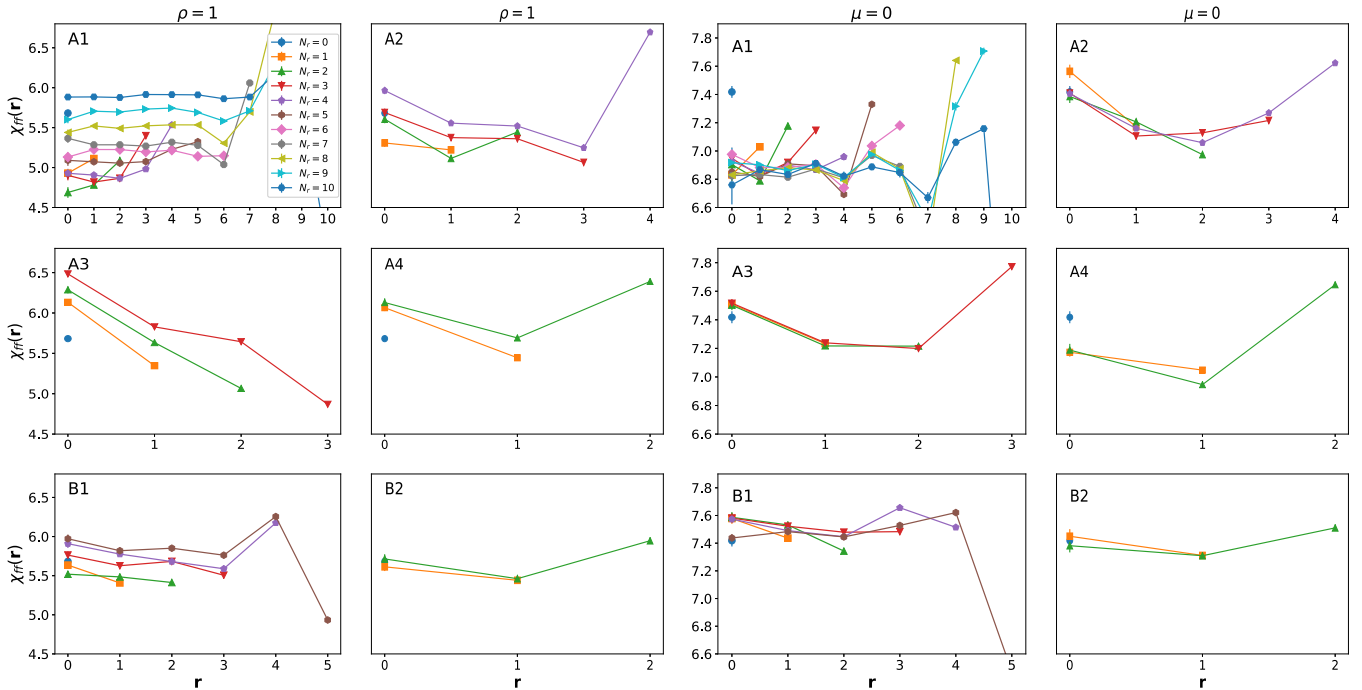 ρ = 1
ρ = 1
μ = 0
μ = 0
χff(r)
6.5
6.0
5.5
5.0
4.5
A1
N_r = 0
N_r = 1
N_r = 2
N_r = 3
N_r = 4
N_r = 5
N_r = 6
N_r = 7
N_r = 8
N_r = 9
N_r = 10
0 1 2 3 4 5 6 7 8 9 10
A2
0 1 2 3 4
7.8
7.6
7.4
7.2
7.0
6.8
6.6
A1
0 1 2 3 4 5 6 7 8 9 10
A2
0 1 2 3 4
χff(r)
6.5
6.0
5.5
5.0
4.5
A3
0 1 2 3
A4
0 1 2
7.8
7.6
7.4
7.2
7.0
6.8
6.6
A3
0 1 2 3
A4
0 1 2
χff(r)
6.5
6.0
5.5
5.0
4.5
B1
0 1 2 3 4 5
r
B2
0 1 2
r
7.8
7.6
7.4
7.2
7.0
6.8
6.6
B1
0 1 2 3 4 5
r
B2
0 1 2
r